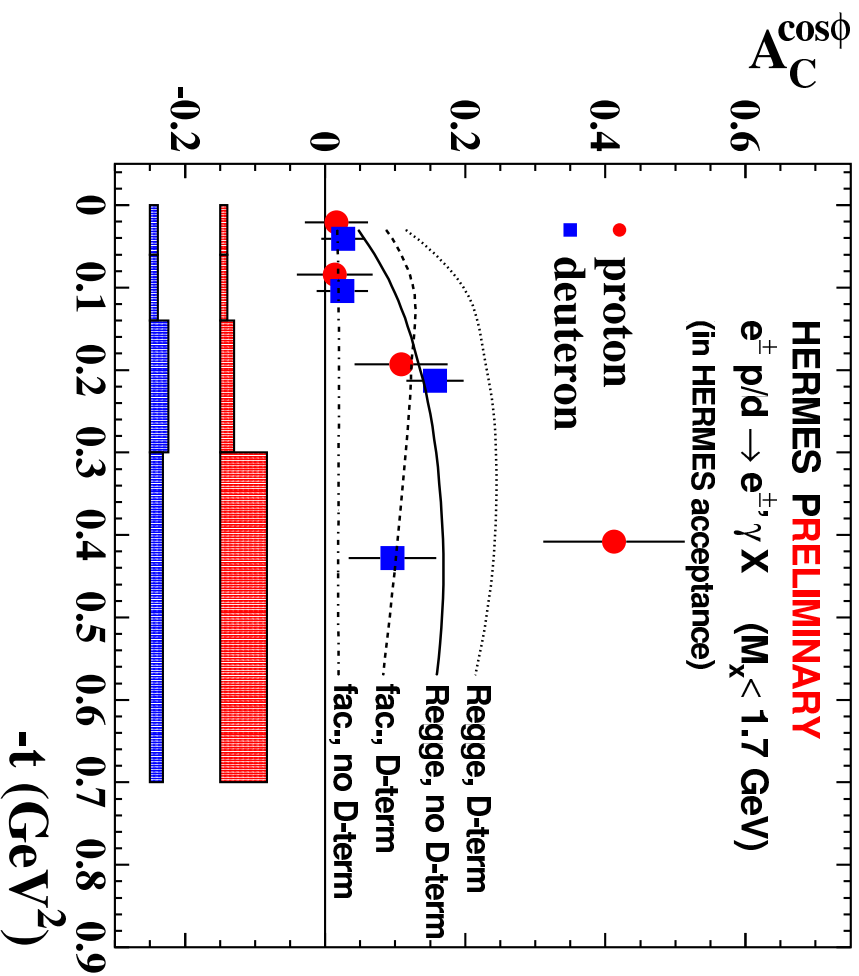 HERMES PRELIMINARY
e± p/d → e±’ γ X (Mx< 1.7 GeV)
(in HERMES acceptance)
proton
deuteron
Regge, D-term
Regge, no D-term
fac., D-term
fac., no D-term
A_C^cosϕ
0.6
0.4
0.2
0
-0.2
0 0.1 0.2 0.3 0.4 0.5 0.6 0.7 0.8 0.9
-t (GeV²)